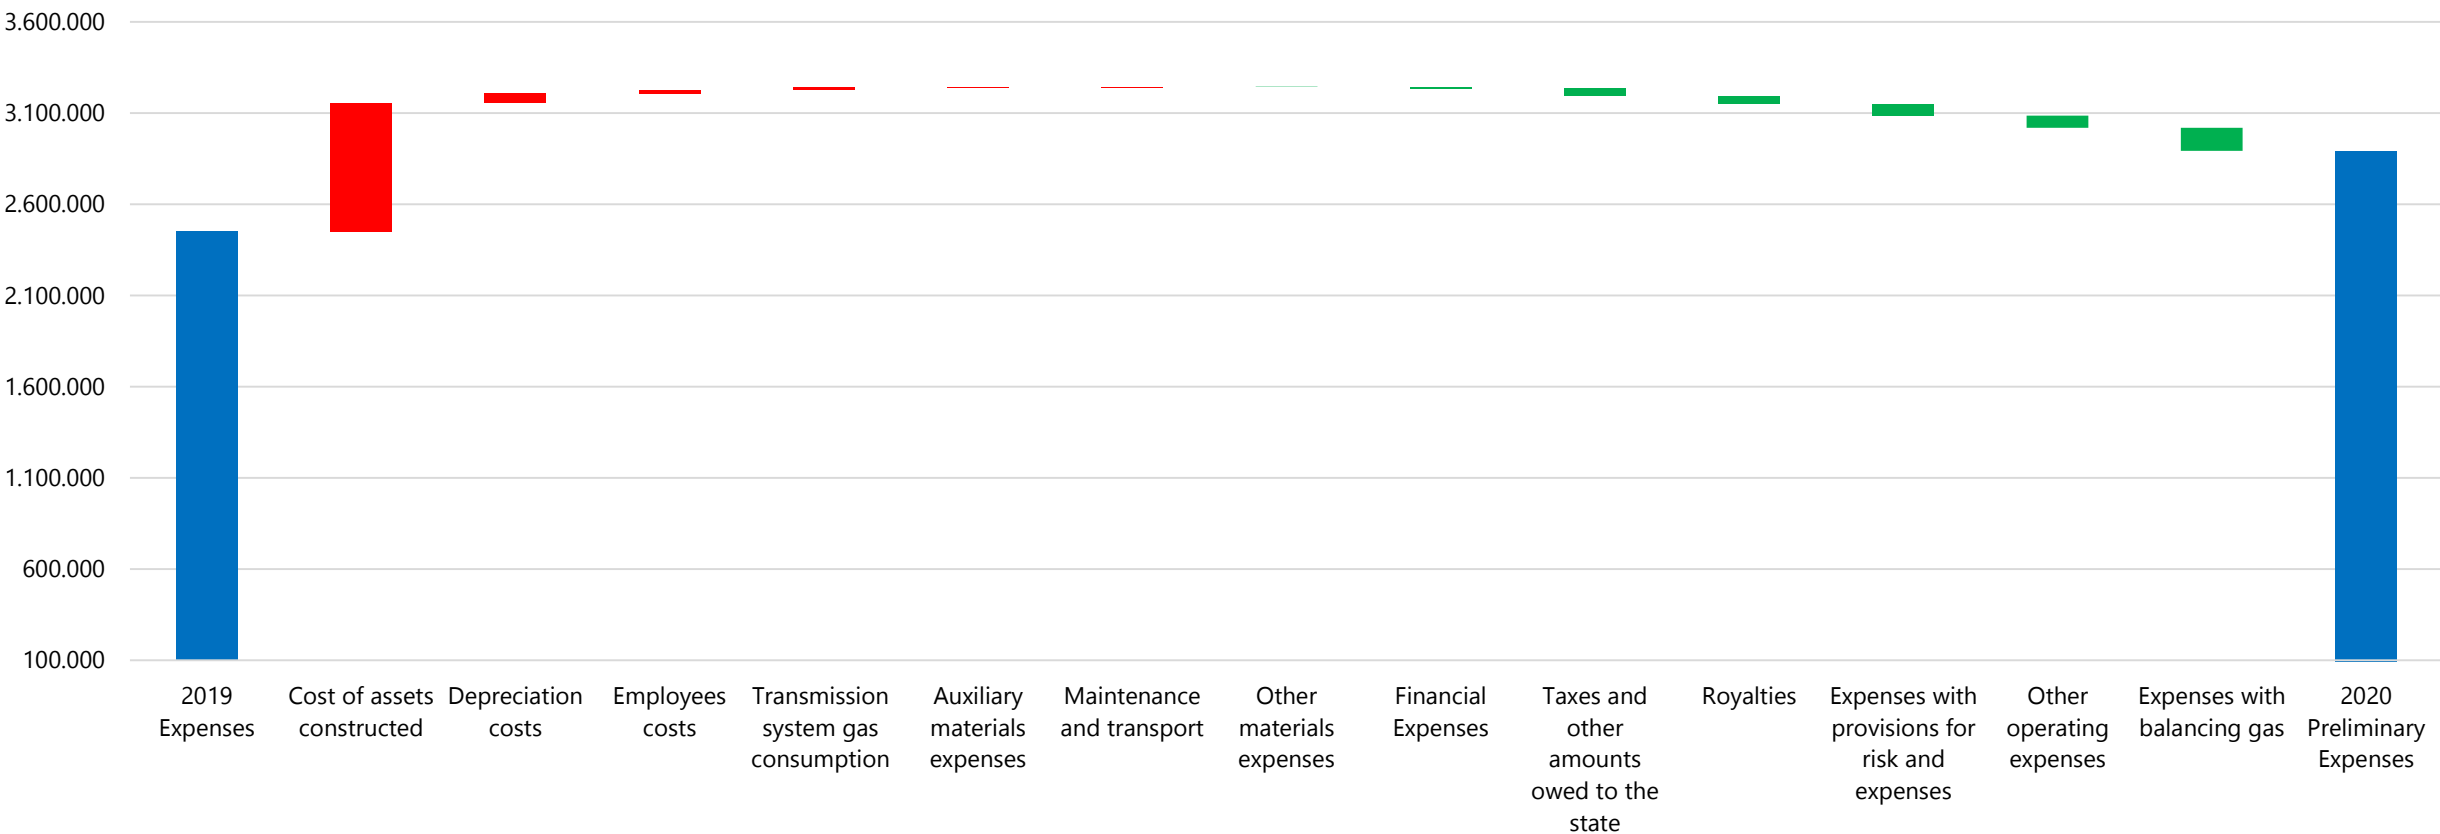 3.600.000
3.100.000
2.600.000
2.100.000
1.600.000
1.100.000
600.000
100.000
2019
Expenses
Cost of assets
constructed
Depreciation
costs
Employees
costs
Transmission
system gas
consumption
Auxiliary
materials
expenses
Maintenance
and transport
Other
materials
expenses
Financial
Expenses
Taxes and
other
amounts
owed to the
state
Royalties
Expenses with
provisions for
risk and
expenses
Other
operating
expenses
Expenses with
balancing gas
2020
Preliminary
Expenses